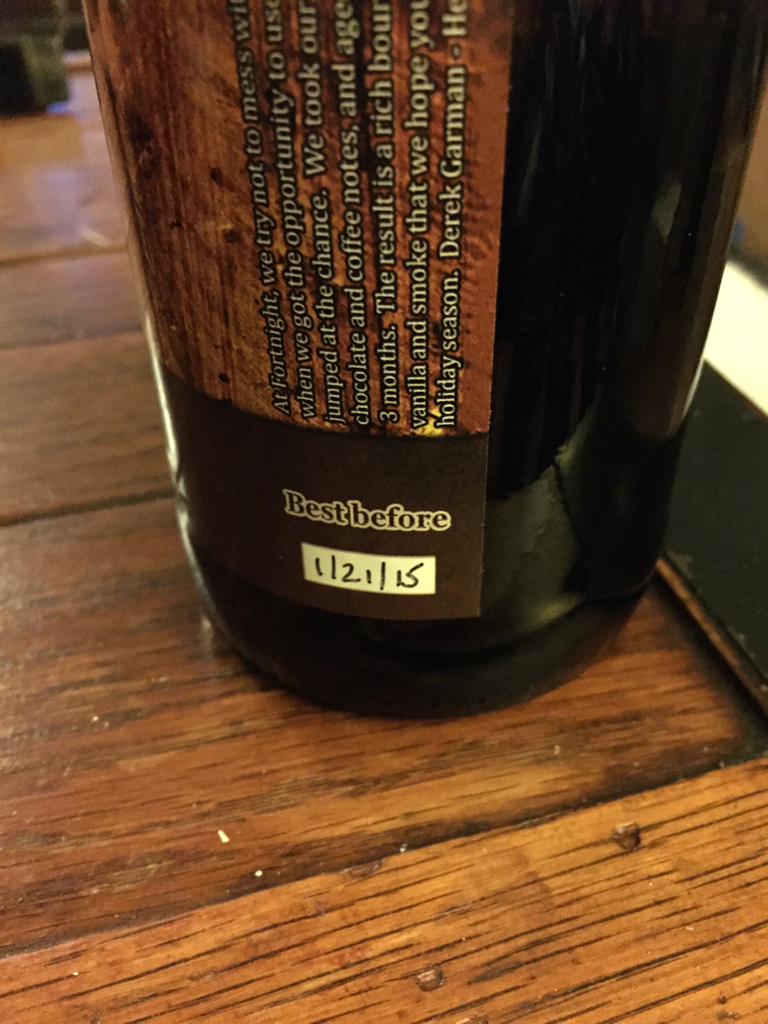 At Fortnight, we try not to mess wi
when we got the opportunity to use
jumped at the chance. We took our
chocolate and coffee notes, and age
3 months. The result is a rich bour
vanilla and smoke that we hope you
holiday season. Derek Garman - He
Best before
1/21/15